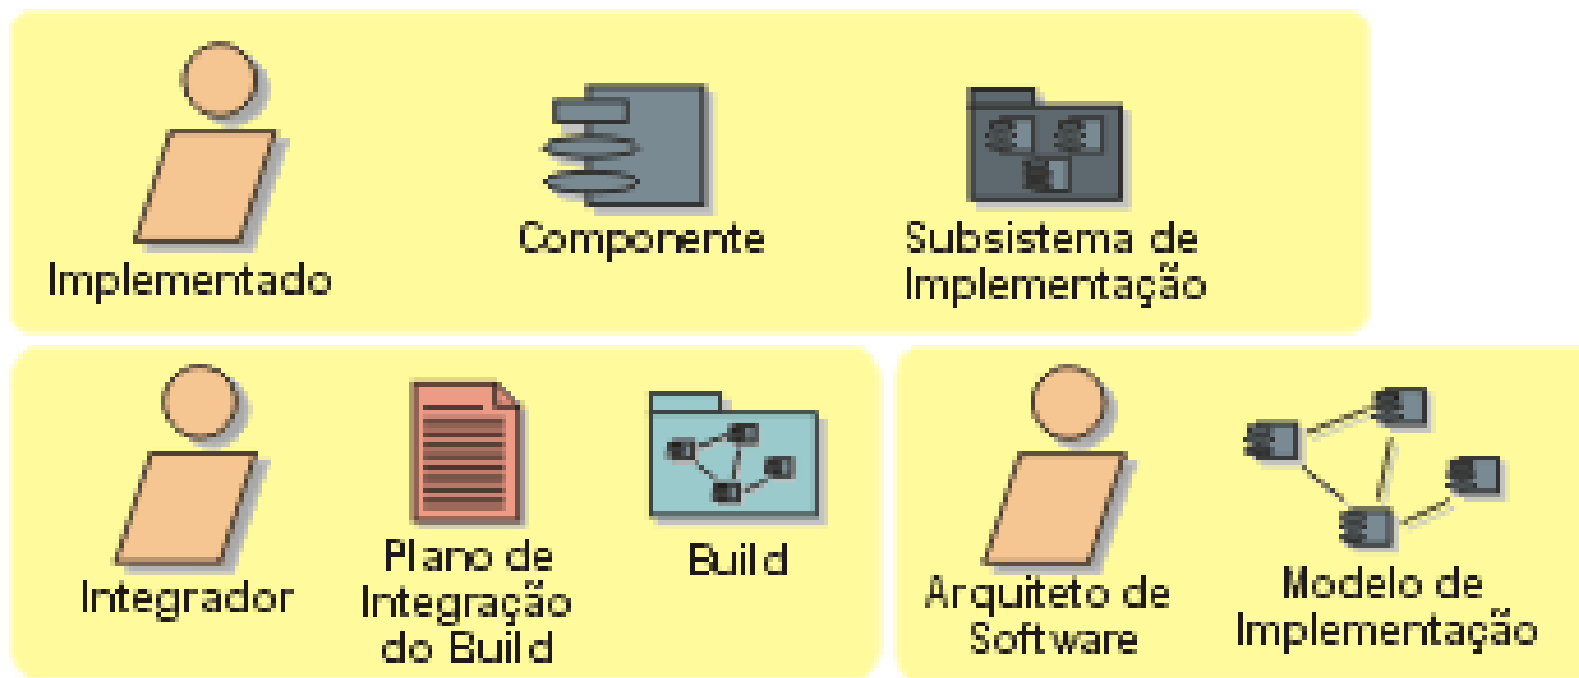 Implementado
Componente
Subsistema de
Implementação
Integrador
Plano de
Integração
do Build
Build
Arquiteto de
Software
Modelo de
Implementação